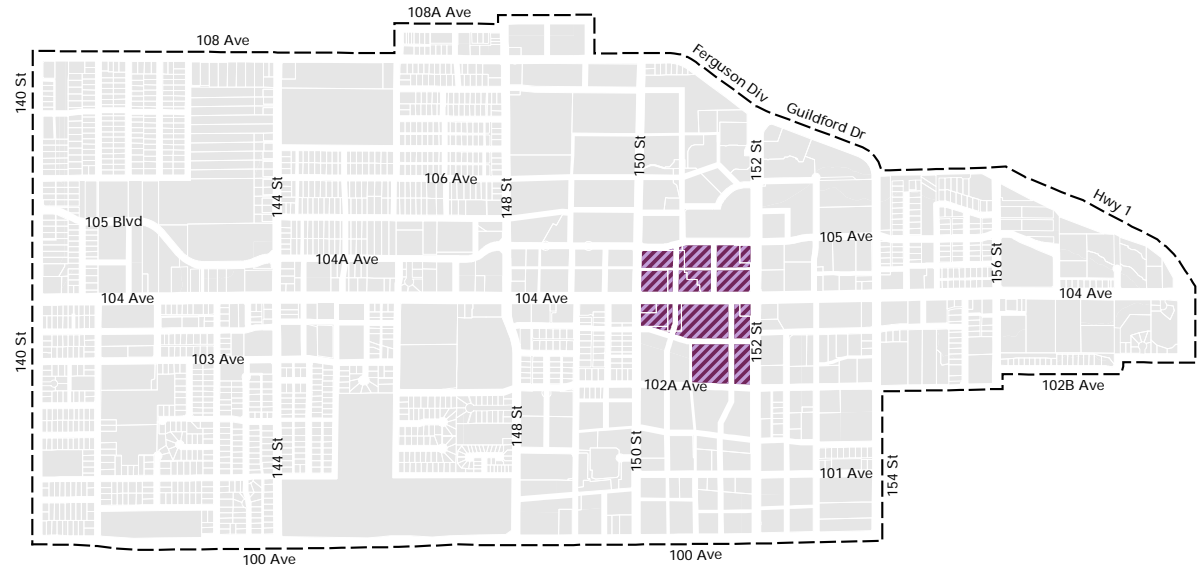 108A Ave
108 Ave
Ferguson Div
140 St
Guildford Dr
150 St
152 St
106 Ave
144 St
148 St
Hwy 1
105 Blvd
105 Ave
104A Ave
156 St
104 Ave
104 Ave
104 Ave
140 St
152 St
103 Ave
102A Ave
102B Ave
148 St
144 St
150 St
101 Ave
154 St
100 Ave
100 Ave